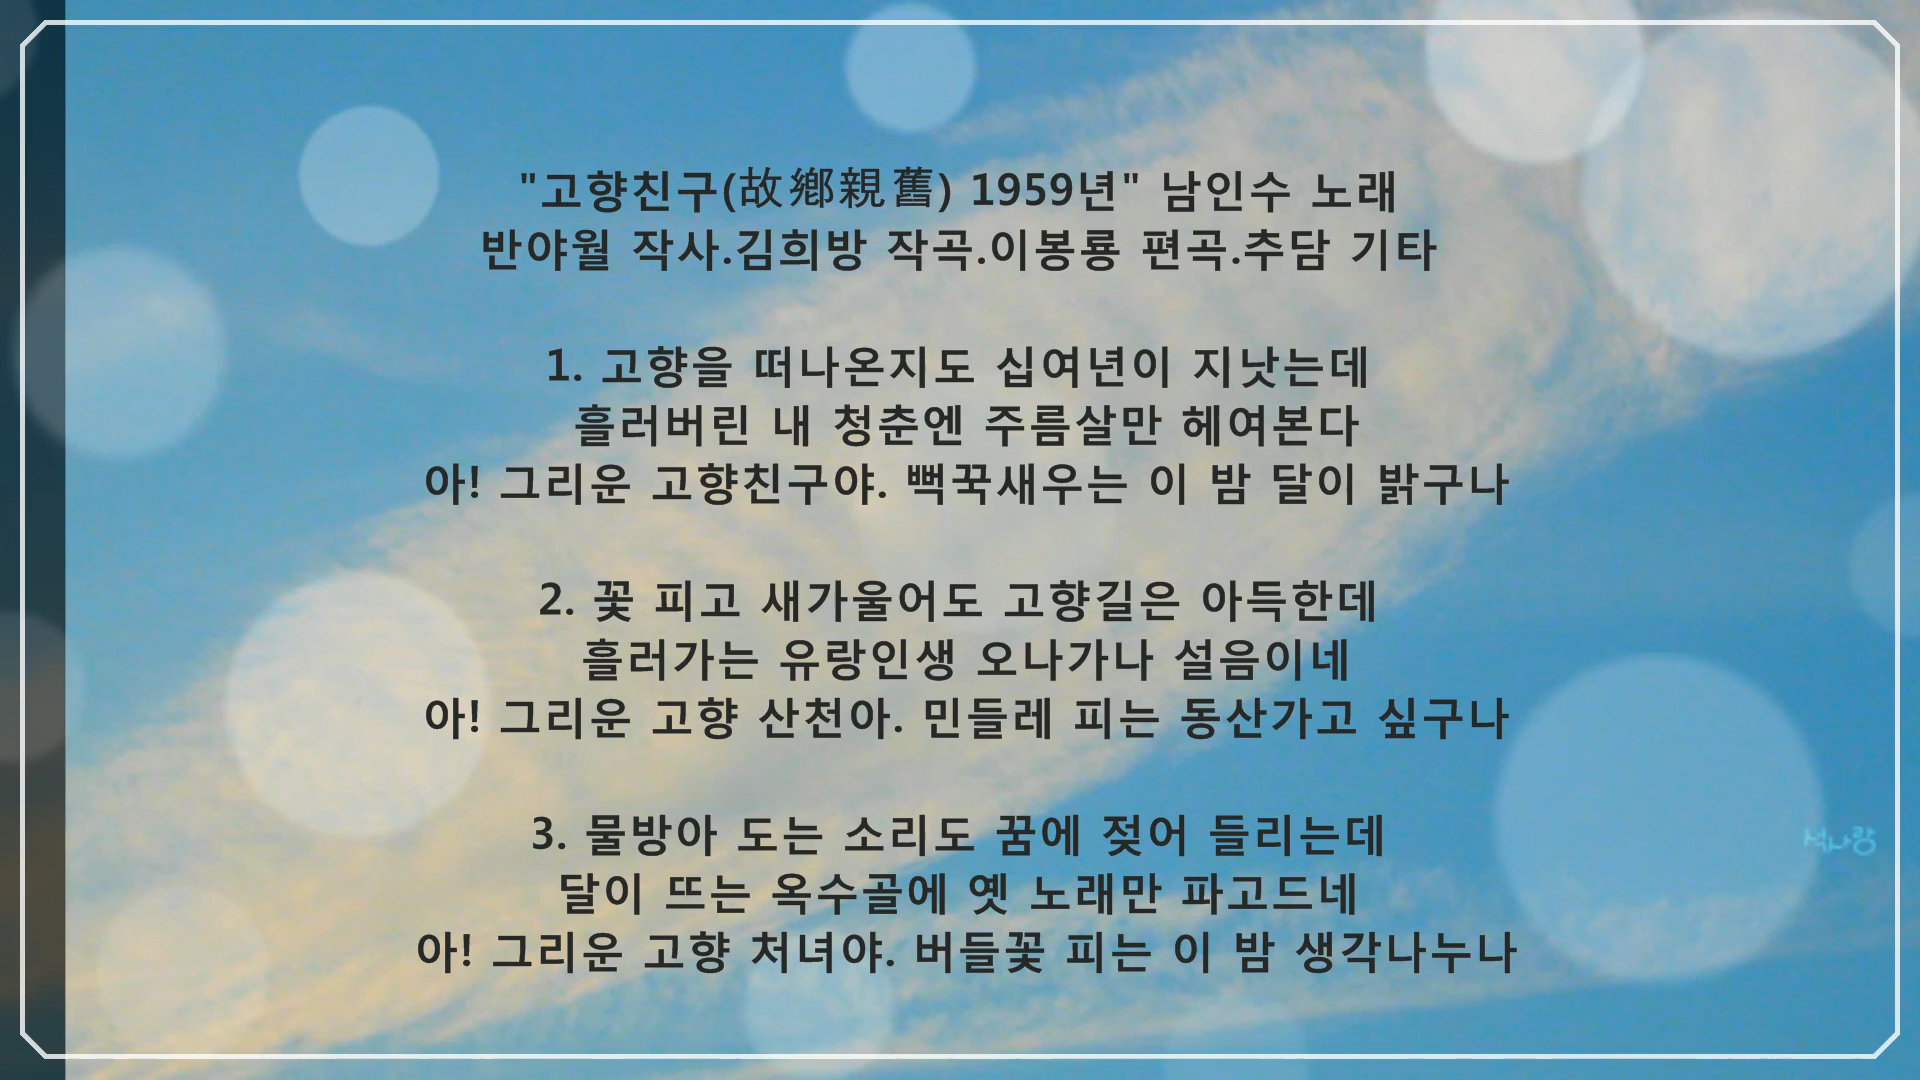 "고향친구(故鄕親舊) 1959년" 남인수 노래
반야월 작사.김희방 작곡.이봉룡 편곡.추담 기타
1. 고향을 떠나온지도 십여년이 지낫는데
흘러버린 내 청춘엔 주름살만 헤여본다
아! 그리운 고향친구야. 뻑꾹새우는 이 밤 달이 밝구나
2. 꽃 피고 새가울어도 고향길은 아득한데
흘러가는 유랑인생 오나가나 설음이네
아! 그리운 고향 산천아. 민들레 피는 동산가고 싶구나
3. 물방아 도는 소리도 꿈에 젖어 들리는데
달이 뜨는 옥수골에 옛 노래만 파고드네
아! 그리운 고향 처녀야. 버들꽃 피는 이 밤 생각나누나